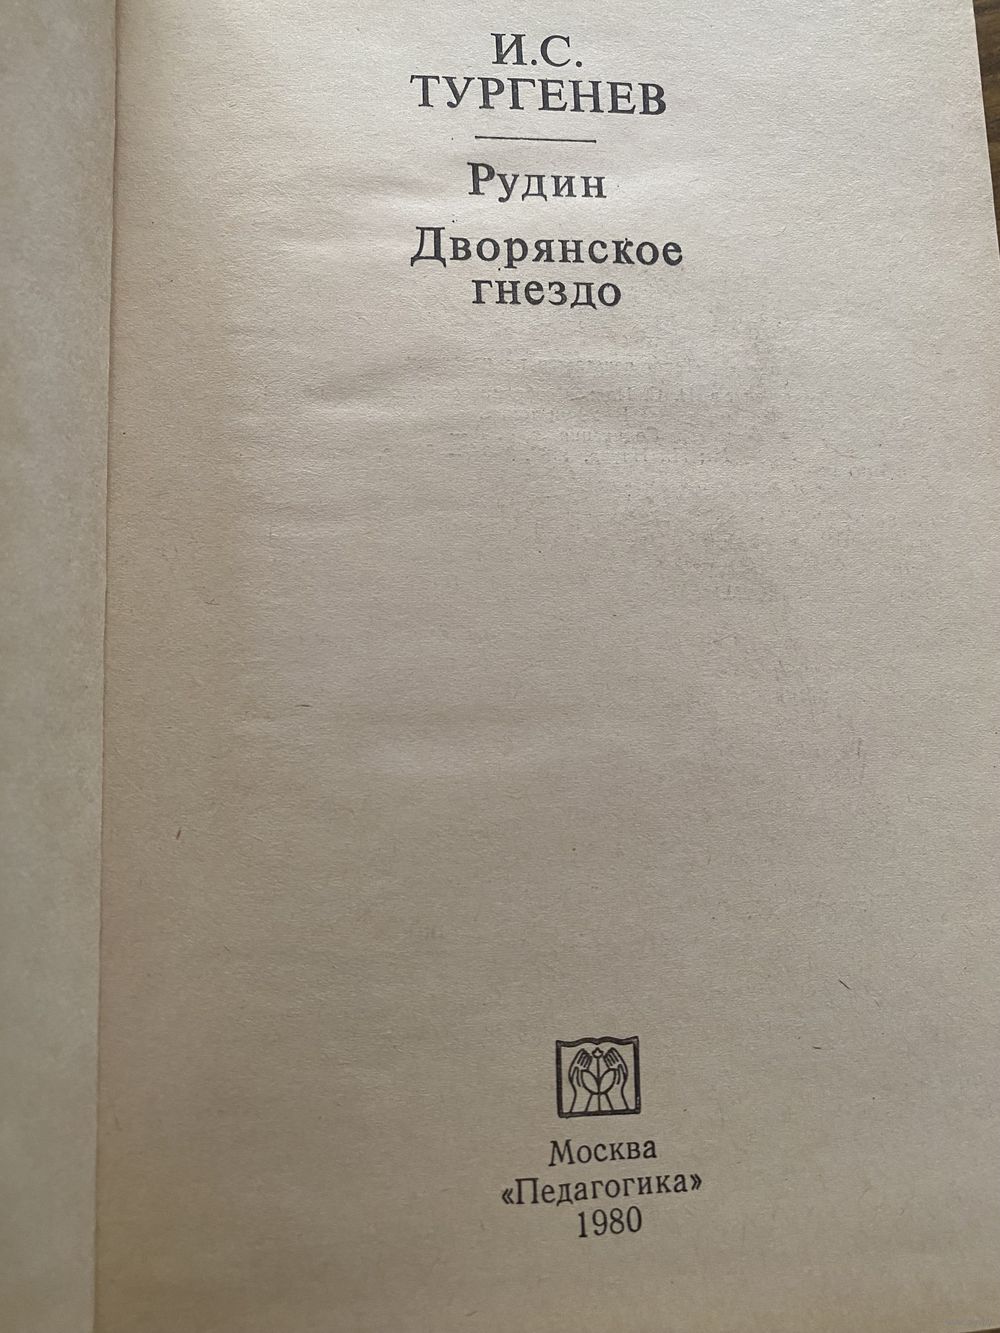 И.С.
ТУРГЕНЕВ
Рудин
Дворянское
гнездо
Москва
«Педагогика»
1980